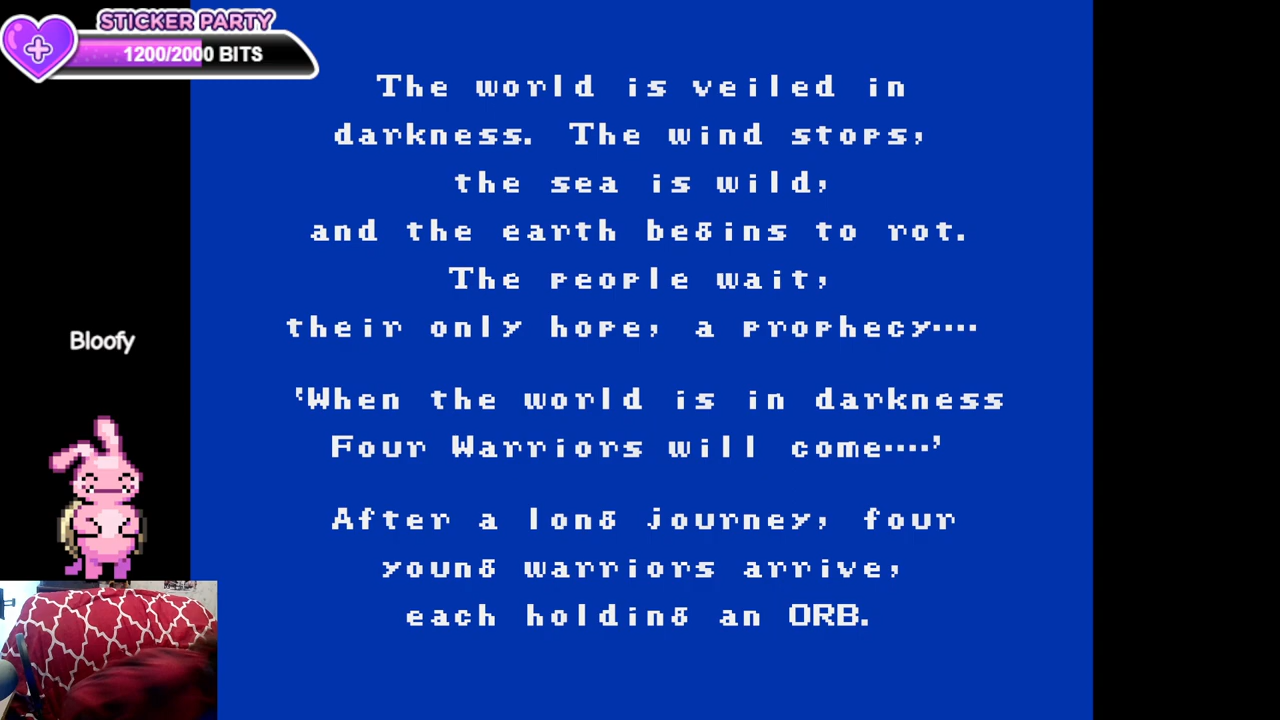 STICKER PARTY
1200/2000 BITS
The world is veiled in
darkness. The wind stops,
the sea is wild,
and the earth begins to rot.
The people wait,
their only hope, a prophecy....
'When the world is in darkness
Four Warriors will come....'
After a long journey, four
young warriors arrive,
each holding an ORB.
Bloofy